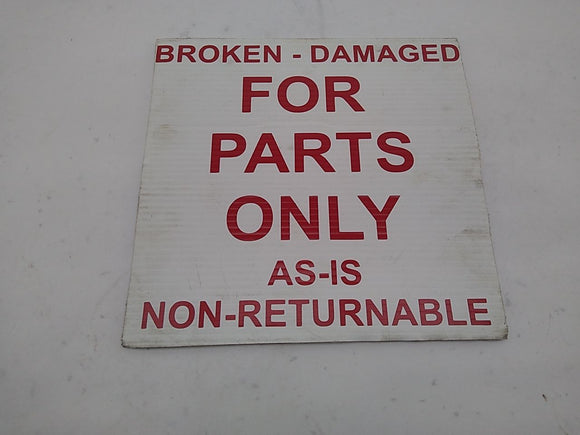 BROKEN - DAMAGED
FOR
PARTS
ONLY
AS-IS
NON-RETURNABLE